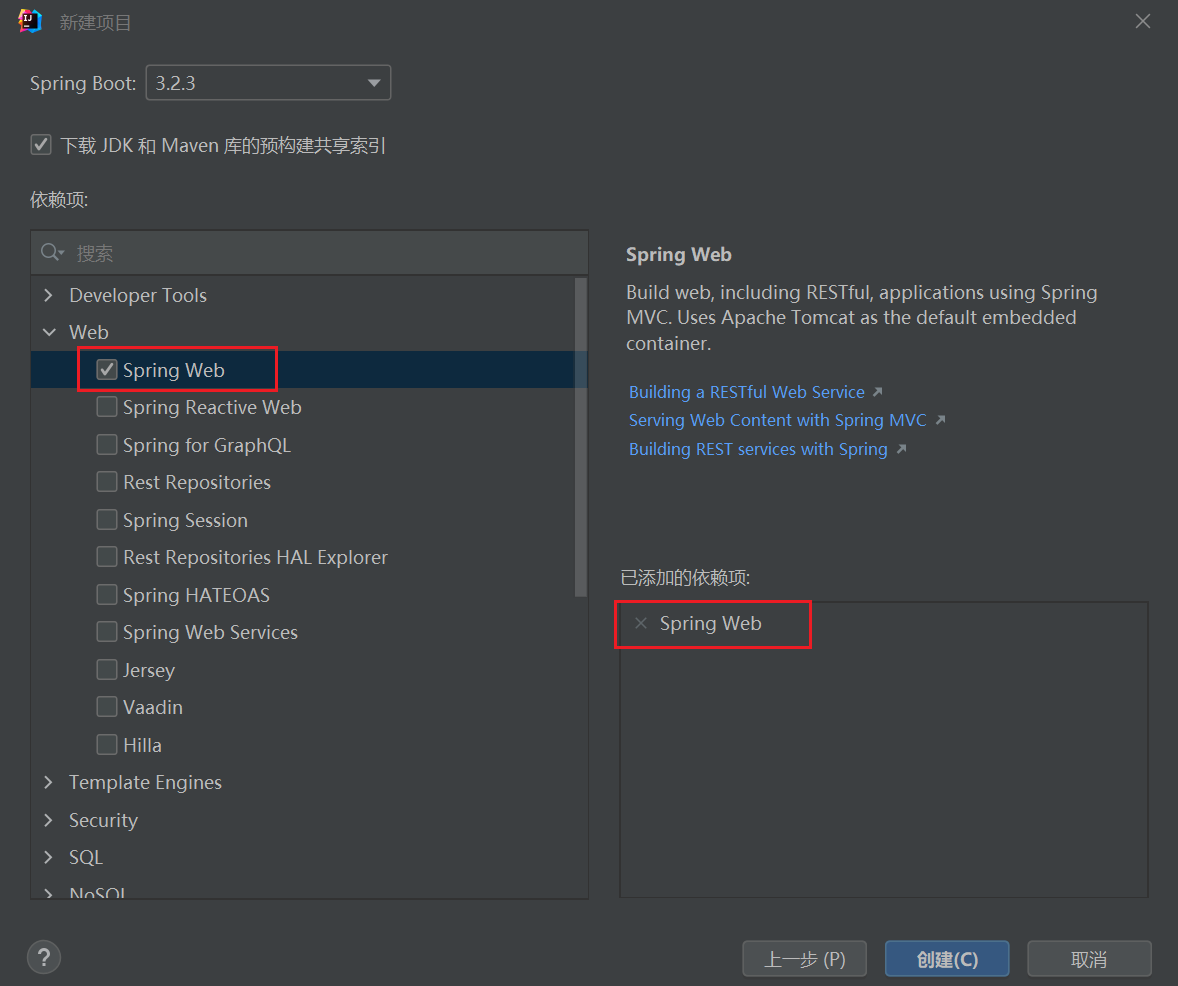 新建项目
Spring Boot: 3.2.3
下载 JDK 和 Maven 库的预构建共享索引
依赖项:
搜索
Developer Tools
Web
Spring Web
Spring Reactive Web
Spring for GraphQL
Rest Repositories
Spring Session
Rest Repositories HAL Explorer
Spring HATEOAS
Spring Web Services
Jersey
Vaadin
Hilla
Template Engines
Security
SQL
NoSQL
Spring Web
Build web, including RESTful, applications using Spring
MVC. Uses Apache Tomcat as the default embedded
container.
Building a RESTful Web Service
Serving Web Content with Spring MVC
Building REST services with Spring
已添加的依赖项:
Spring Web
?
上一步 (P)
创建(C)
取消